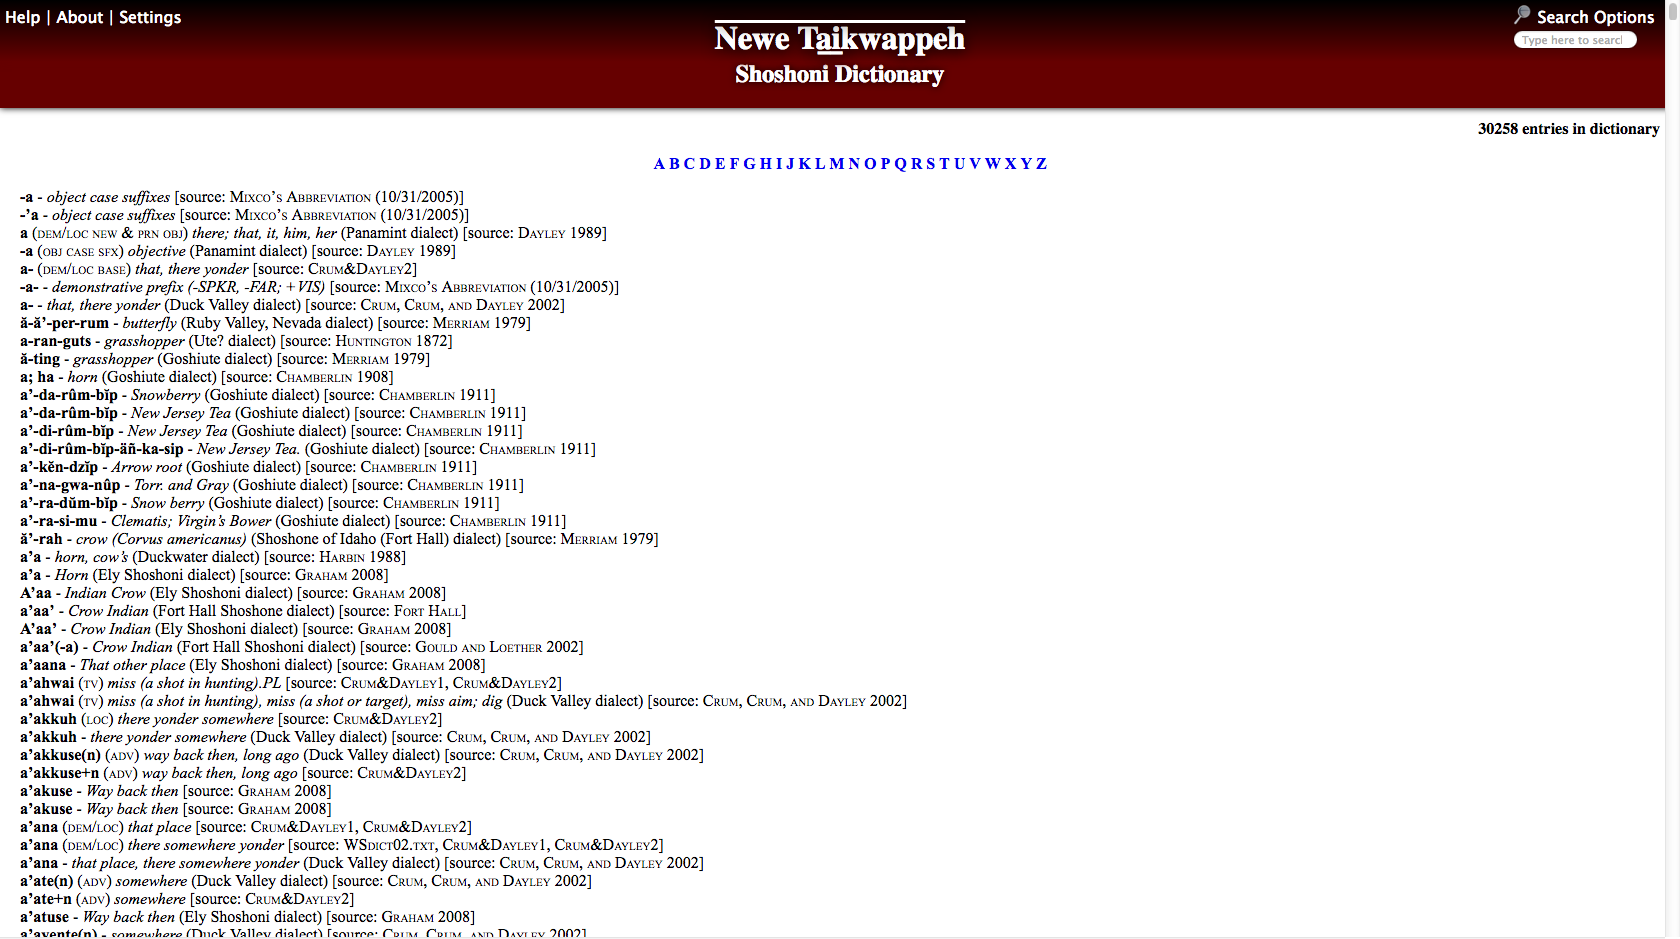 Help | About | Settings
Newe Taikwappeh
Shoshoni Dictionary
Search Options
Type here to search
30258 entries in dictionary
A B C D E F G H I J K L M N O P Q R S T U V W X Y Z
-a - object case suffixes [source: Mixco’s Abbreviation (10/31/2005)]
-’a - object case suffixes [source: Mixco’s Abbreviation (10/31/2005)]
a (dem/loc new & prn obj) there; that, it, him, her (Panamint dialect) [source: Dayley 1989]
-a (obj case sfx) objective (Panamint dialect) [source: Dayley 1989]
a- (dem/loc base) that, there yonder [source: Crum&Dayley2]
-a- - demonstrative prefix (-SPKR, -FAR; +VIS) [source: Mixco’s Abbreviation (10/31/2005)]
a- - that, there yonder (Duck Valley dialect) [source: Crum, Crum, and Dayley 2002]
ă-ă’-per-rum - butterfly (Ruby Valley, Nevada dialect) [source: Merriam 1979]
a-ran-guts - grasshopper (Ute? dialect) [source: Huntington 1872]
ă-ting - grasshopper (Goshiute dialect) [source: Merriam 1979]
a; ha - horn (Goshiute dialect) [source: Chamberlin 1908]
a’-da-rûm-bĭp - Snowberry (Goshiute dialect) [source: Chamberlin 1911]
a’-da-rûm-bĭp - New Jersey Tea (Goshiute dialect) [source: Chamberlin 1911]
a’-di-rûm-bĭp - New Jersey Tea (Goshiute dialect) [source: Chamberlin 1911]
a’-di-rûm-bĭp-äñ-ka-sip - New Jersey Tea. (Goshiute dialect) [source: Chamberlin 1911]
a’-kĕn-dzĭp - Arrow root (Goshiute dialect) [source: Chamberlin 1911]
a’-na-gwa-nûp - Torr. and Gray (Goshiute dialect) [source: Chamberlin 1911]
a’-ra-dŭm-bĭp - Snow berry (Goshiute dialect) [source: Chamberlin 1911]
a’-ra-si-mu - Clematis; Virgin’s Bower (Goshiute dialect) [source: Chamberlin 1911]
ă’-rah - crow (Corvus americanus) (Shoshone of Idaho (Fort Hall) dialect) [source: Merriam 1979]
a’a - horn, cow’s (Duckwater dialect) [source: Harbin 1988]
a’a - Horn (Ely Shoshoni dialect) [source: Graham 2008]
A’aa - Indian Crow (Ely Shoshoni dialect) [source: Graham 2008]
a’aa’ - Crow Indian (Fort Hall Shoshone dialect) [source: Fort Hall]
A’aa’ - Crow Indian (Ely Shoshoni dialect) [source: Graham 2008]
a’aa’(-a) - Crow Indian (Fort Hall Shoshoni dialect) [source: Gould and Loether 2002]
a’aana - That other place (Ely Shoshoni dialect) [source: Graham 2008]
a’ahwai (tv) miss (a shot in hunting).PL [source: Crum&Dayley1, Crum&Dayley2]
a’ahwai (tv) miss (a shot in hunting), miss (a shot or target), miss aim; dig (Duck Valley dialect) [source: Crum, Crum, and Dayley 2002]
a’akkuh (loc) there yonder somewhere [source: Crum&Dayley2]
a’akkuh - there yonder somewhere (Duck Valley dialect) [source: Crum, Crum, and Dayley 2002]
a’akkuse(n) (adv) way back then, long ago (Duck Valley dialect) [source: Crum, Crum, and Dayley 2002]
a’akkuse+n (adv) way back then, long ago [source: Crum&Dayley2]
a’akuse - Way back then [source: Graham 2008]
a’akuse - Way back then [source: Graham 2008]
a’ana (dem/loc) that place [source: Crum&Dayley1, Crum&Dayley2]
a’ana (dem/loc) there somewhere yonder [source: WSdict02.txt, Crum&Dayley1, Crum&Dayley2]
a’ana - that place, there somewhere yonder (Duck Valley dialect) [source: Crum, Crum, and Dayley 2002]
a’ate(n) (adv) somewhere (Duck Valley dialect) [source: Crum, Crum, and Dayley 2002]
a’ate+n (adv) somewhere [source: Crum&Dayley2]
a’atuse - Way back then (Ely Shoshoni dialect) [source: Graham 2008]
a’ayente(n) - somewhere (Duck Valley dialect) [source: Crum, Crum, and Dayley 2002]